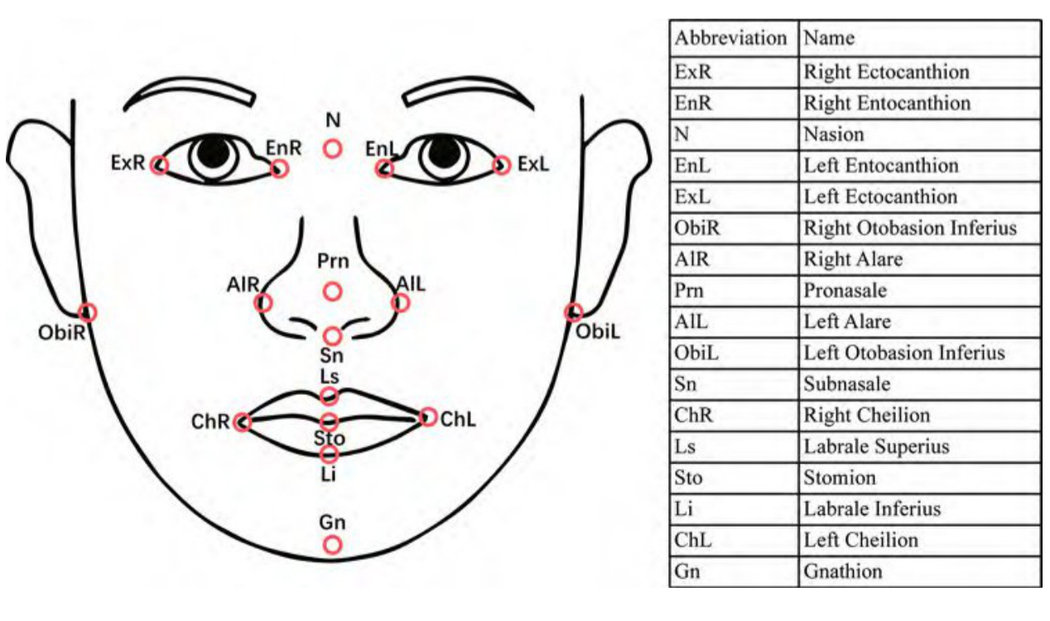 N
ExR
EnR
EnL
ExL
Prn
AlR
AlL
ObiR
ObiL
Sn
Ls
ChR
ChL
Sto
Li
Gn
Abbreviation Name
ExR Right Ectocanthion
EnR Right Entocanthion
N Nasion
EnL Left Entocanthion
ExL Left Ectocanthion
ObiR Right Otobasion Inferius
AlR Right Alare
Prn Pronasale
AlL Left Alare
ObiL Left Otobasion Inferius
Sn Subnasale
ChR Right Cheilion
Ls Labrale Superius
Sto Stomion
Li Labrale Inferius
ChL Left Cheilion
Gn Gnathion